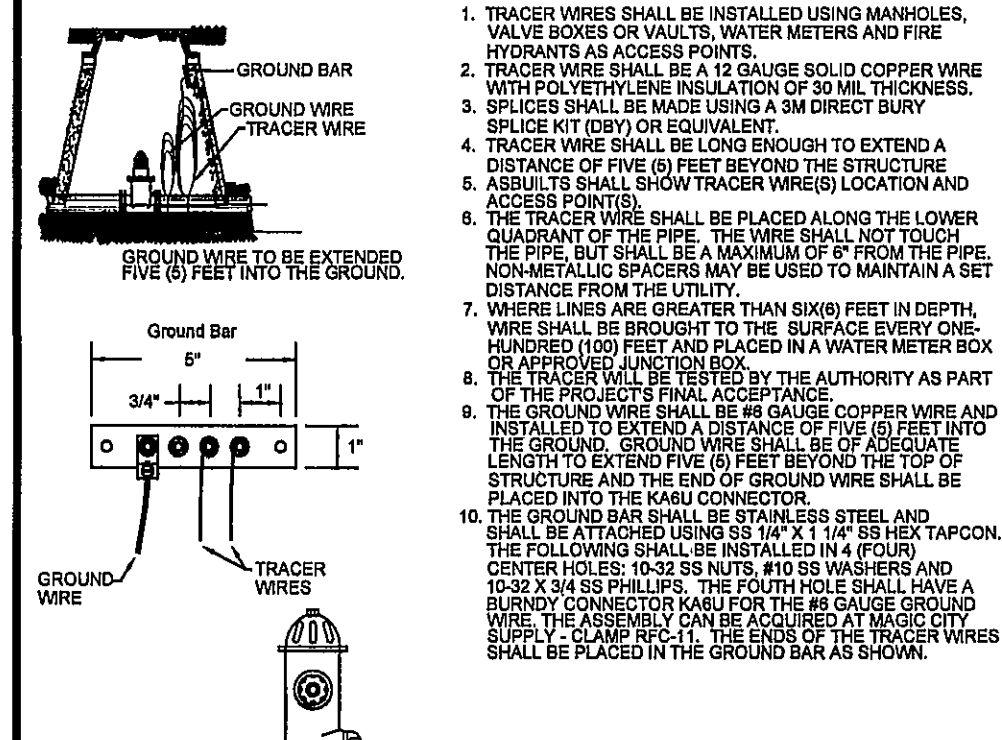 GROUND BAR
GROUND WIRE
TRACER WIRE
GROUND WIRE TO BE EXTENDED
FIVE (5) FEET INTO THE GROUND.
Ground Bar
5"
3/4"
1"
1"
GROUND
WIRE
TRACER
WIRES
1. TRACER WIRES SHALL BE INSTALLED USING MANHOLES,
VALVE BOXES OR VAULTS, WATER METERS AND FIRE
HYDRANTS AS ACCESS POINTS.
2. TRACER WIRE SHALL BE A 12 GAUGE SOLID COPPER WIRE
WITH POLYETHYLENE INSULATION OF 30 MIL THICKNESS.
3. SPLICES SHALL BE MADE USING A 3M DIRECT BURY
SPLICE KIT (DBY) OR EQUIVALENT.
4. TRACER WIRE SHALL BE LONG ENOUGH TO EXTEND A
DISTANCE OF FIVE (5) FEET BEYOND THE STRUCTURE
5. ASBUILTS SHALL SHOW TRACER WIRE(S) LOCATION AND
ACCESS POINT(S).
6. THE TRACER WIRE SHALL BE PLACED ALONG THE LOWER
QUADRANT OF THE PIPE. THE WIRE SHALL NOT TOUCH
THE PIPE, BUT SHALL BE A MAXIMUM OF 6" FROM THE PIPE.
NON-METALLIC SPACERS MAY BE USED TO MAINTAIN A SET
DISTANCE FROM THE UTILITY.
7. WHERE LINES ARE GREATER THAN SIX(6) FEET IN DEPTH,
WIRE SHALL BE BROUGHT TO THE SURFACE EVERY ONE-
HUNDRED (100) FEET AND PLACED IN A WATER METER BOX
OR APPROVED JUNCTION BOX.
8. THE TRACER WILL BE TESTED BY THE AUTHORITY AS PART
OF THE PROJECT'S FINAL ACCEPTANCE.
9. THE GROUND WIRE SHALL BE #6 GAUGE COPPER WIRE AND
INSTALLED TO EXTEND A DISTANCE OF FIVE (5) FEET INTO
THE GROUND. GROUND WIRE SHALL BE OF ADEQUATE
LENGTH TO EXTEND FIVE (5) FEET BEYOND THE TOP OF
STRUCTURE AND THE END OF GROUND WIRE SHALL BE
PLACED INTO THE KA6U CONNECTOR.
10. THE GROUND BAR SHALL BE STAINLESS STEEL AND
SHALL BE ATTACHED USING SS 1/4" X 1 1/4" SS HEX TAPCON.
THE FOLLOWING SHALL BE INSTALLED IN 4 (FOUR)
CENTER HOLES: 10-32 SS NUTS, #10 SS WASHERS AND
10-32 X 3/4 SS PHILLIPS. THE FOUTH HOLE SHALL HAVE A
BURNDY CONNECTOR KA6U FOR THE #6 GAUGE GROUND
WIRE. THE ASSEMBLY CAN BE ACQUIRED AT MAGIC CITY
SUPPLY - CLAMP RFC-11. THE ENDS OF THE TRACER WIRES
SHALL BE PLACED IN THE GROUND BAR AS SHOWN.